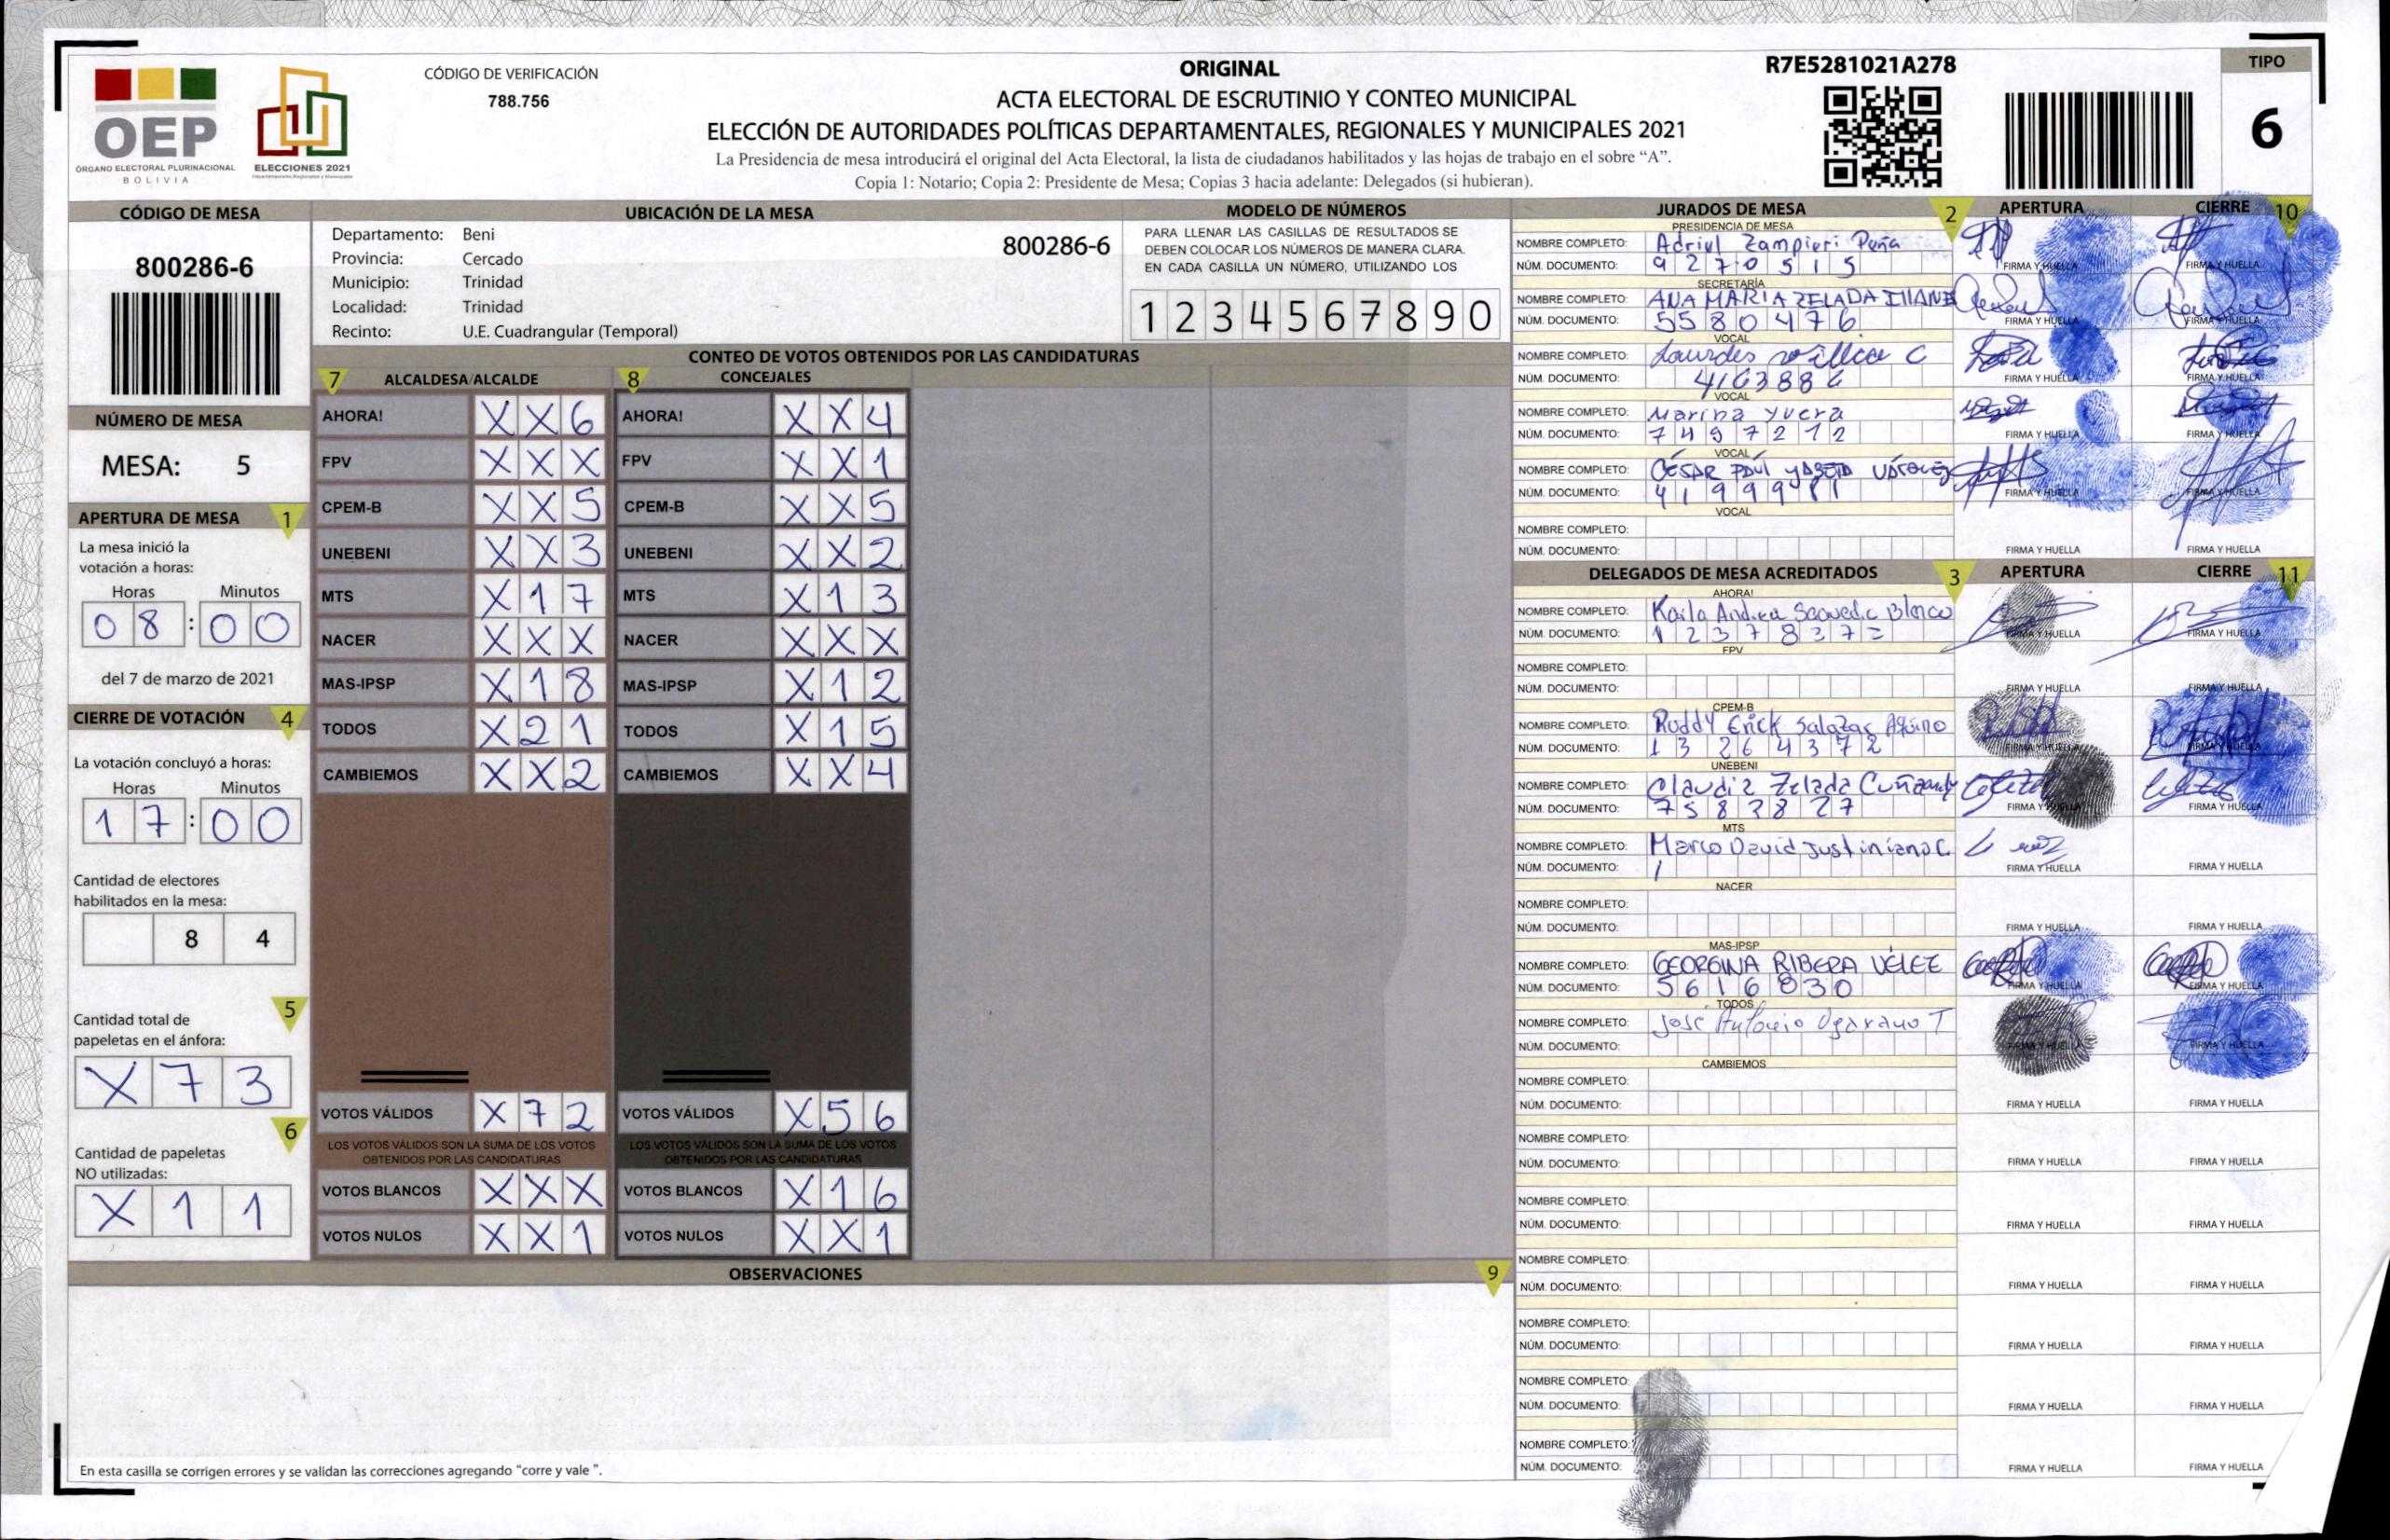 OEP
ÓRGANO ELECTORAL PLURINACIONAL
BOLIVIA
ELECCIONES 2021
CÓDIGO DE VERIFICACIÓN
788.756
ORIGINAL
ACTA ELECTORAL DE ESCRUTINIO Y CONTEO MUNICIPAL
ELECCIÓN DE AUTORIDADES POLÍTICAS DEPARTAMENTALES, REGIONALES Y MUNICIPALES 2021
La Presidencia de mesa introducirá el original del Acta Electoral, la lista de ciudadanos habilitados y las hojas de trabajo en el sobre “A”.
Copia 1: Notario; Copia 2: Presidente de Mesa; Copias 3 hacia adelante: Delegados (si hubieran).
R7E5281021A278
TIPO
6
CÓDIGO DE MESA
800286-6
NÚMERO DE MESA
MESA: 5
APERTURA DE MESA 1
La mesa inició la
votación a horas:
Horas Minutos
08:00
del 7 de marzo de 2021
CIERRE DE VOTACIÓN 4
La votación concluyó a horas:
Horas Minutos
17:00
Cantidad de electores
habilitados en la mesa:
8 4
5
Cantidad total de
papeletas en el ánfora:
X 7 3
6
Cantidad de papeletas
NO utilizadas:
X 1 1
UBICACIÓN DE LA MESA
Departamento: Beni
Provincia: Cercado
Municipio: Trinidad
Localidad: Trinidad
Recinto: U.E. Cuadrangular (Temporal)
800286-6
MODELO DE NÚMEROS
PARA LLENAR LAS CASILLAS DE RESULTADOS SE
DEBEN COLOCAR LOS NÚMEROS DE MANERA CLARA.
EN CADA CASILLA UN NÚMERO, UTILIZANDO LOS
1 2 3 4 5 6 7 8 9 0
CONTEO DE VOTOS OBTENIDOS POR LAS CANDIDATURAS
7 ALCALDESA/ALCALDE 8 CONCEJALES
AHORA! X X 6 AHORA! X X 4
FPV X X X FPV X X 1
CPEM-B X X 5 CPEM-B X X 5
UNEBENI X X 3 UNEBENI X X 2
MTS X 1 7 MTS X 1 3
NACER X X X NACER X X X
MAS-IPSP X 1 8 MAS-IPSP X 1 2
TODOS X 2 1 TODOS X 1 5
CAMBIEMOS X X 2 CAMBIEMOS X X 4
VOTOS VÁLIDOS X 7 2 VOTOS VÁLIDOS X 5 6
LOS VOTOS VÁLIDOS SON LA SUMA DE LOS VOTOS LOS VOTOS VÁLIDOS SON LA SUMA DE LOS VOTOS
OBTENIDOS POR LAS CANDIDATURAS OBTENIDOS POR LAS CANDIDATURAS
VOTOS BLANCOS X X X VOTOS BLANCOS X 1 6
VOTOS NULOS X X 1 VOTOS NULOS X X 1
OBSERVACIONES 9
En esta casilla se corrigen errores y se validan las correcciones agregando “corre y vale ”.
JURADOS DE MESA 2 APERTURA CIERRE 10
PRESIDENCIA DE MESA
NOMBRE COMPLETO: Adriel Zampieri Peña
NÚM. DOCUMENTO: 9270515 FIRMA Y HUELLA FIRMA Y HUELLA
SECRETARÍA
NOMBRE COMPLETO: ANA MARIA ZELADA
NÚM. DOCUMENTO: 5580476 FIRMA Y HUELLA FIRMA Y HUELLA
VOCAL
NOMBRE COMPLETO: Lourdes C
NÚM. DOCUMENTO: 4163886 FIRMA Y HUELLA FIRMA Y HUELLA
VOCAL
NOMBRE COMPLETO: Marina Yvera
NÚM. DOCUMENTO: 7497212 FIRMA Y HUELLA FIRMA Y HUELLA
VOCAL
NOMBRE COMPLETO: CÉSAR PAÚL
NÚM. DOCUMENTO: FIRMA Y HUELLA FIRMA Y HUELLA
VOCAL
NOMBRE COMPLETO:
NÚM. DOCUMENTO: FIRMA Y HUELLA FIRMA Y HUELLA
DELEGADOS DE MESA ACREDITADOS 3 APERTURA CIERRE 11
AHORA!
NOMBRE COMPLETO: Karla Andrea Saavedra Blanco
NÚM. DOCUMENTO: FIRMA Y HUELLA FIRMA Y HUELLA
FPV
NOMBRE COMPLETO:
NÚM. DOCUMENTO: FIRMA Y HUELLA FIRMA Y HUELLA
CPEM-B
NOMBRE COMPLETO: Ruddy Erick Salazar
NÚM. DOCUMENTO: 13264372 FIRMA Y HUELLA FIRMA Y HUELLA
UNEBENI
NOMBRE COMPLETO: Claudia Zelada
NÚM. DOCUMENTO: FIRMA Y HUELLA FIRMA Y HUELLA
MTS
NOMBRE COMPLETO: Marco David Justiniano C.
NÚM. DOCUMENTO: 1 FIRMA Y HUELLA FIRMA Y HUELLA
NACER
NOMBRE COMPLETO:
NÚM. DOCUMENTO: FIRMA Y HUELLA FIRMA Y HUELLA
MAS-IPSP
NOMBRE COMPLETO: GEORGINA RIBERA VÉLEZ
NÚM. DOCUMENTO: 5616830 FIRMA Y HUELLA FIRMA Y HUELLA
TODOS
NOMBRE COMPLETO: Jose Antonio T
NÚM. DOCUMENTO: FIRMA Y HUELLA FIRMA Y HUELLA
CAMBIEMOS
NOMBRE COMPLETO:
NÚM. DOCUMENTO: FIRMA Y HUELLA FIRMA Y HUELLA
NOMBRE COMPLETO:
NÚM. DOCUMENTO: FIRMA Y HUELLA FIRMA Y HUELLA
NOMBRE COMPLETO:
NÚM. DOCUMENTO: FIRMA Y HUELLA FIRMA Y HUELLA
NOMBRE COMPLETO:
NÚM. DOCUMENTO: FIRMA Y HUELLA FIRMA Y HUELLA
NOMBRE COMPLETO:
NÚM. DOCUMENTO: FIRMA Y HUELLA FIRMA Y HUELLA
NOMBRE COMPLETO:
NÚM. DOCUMENTO: FIRMA Y HUELLA FIRMA Y HUELLA
NOMBRE COMPLETO:
NÚM. DOCUMENTO: FIRMA Y HUELLA FIRMA Y HUELLA